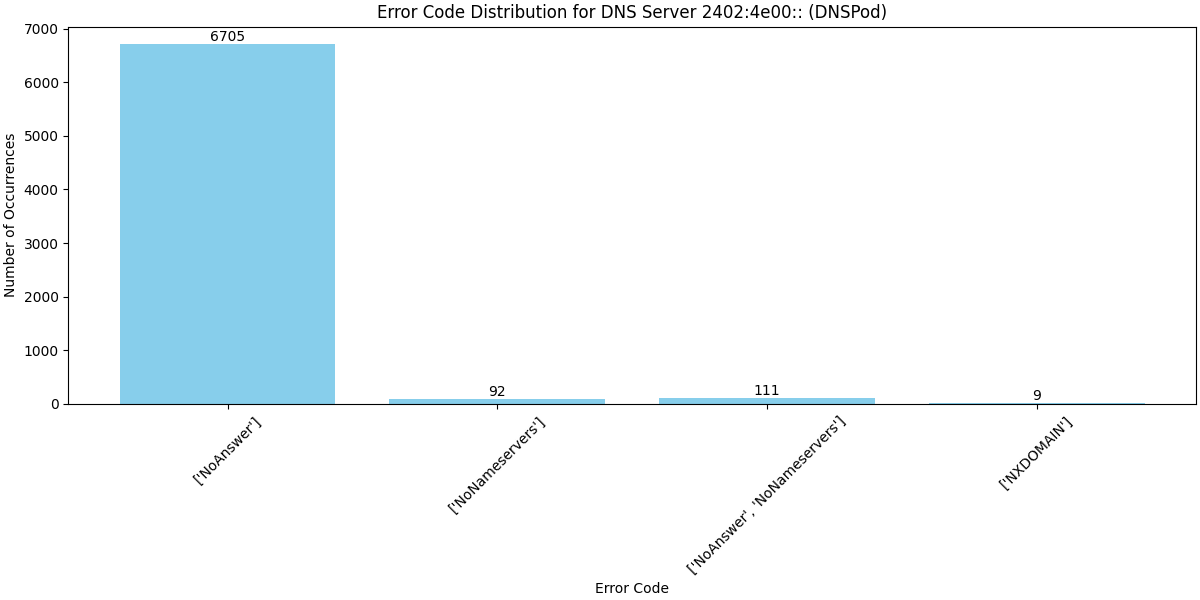 Error Code Distribution for DNS Server 2402:4e00:: (DNSPod)
Number of Occurrences
7000
6000
5000
4000
3000
2000
1000
0
6705
92
111
9
['NoAnswer']
['NoNameservers']
['NoAnswer', 'NoNameservers']
['NXDOMAIN']
Error Code